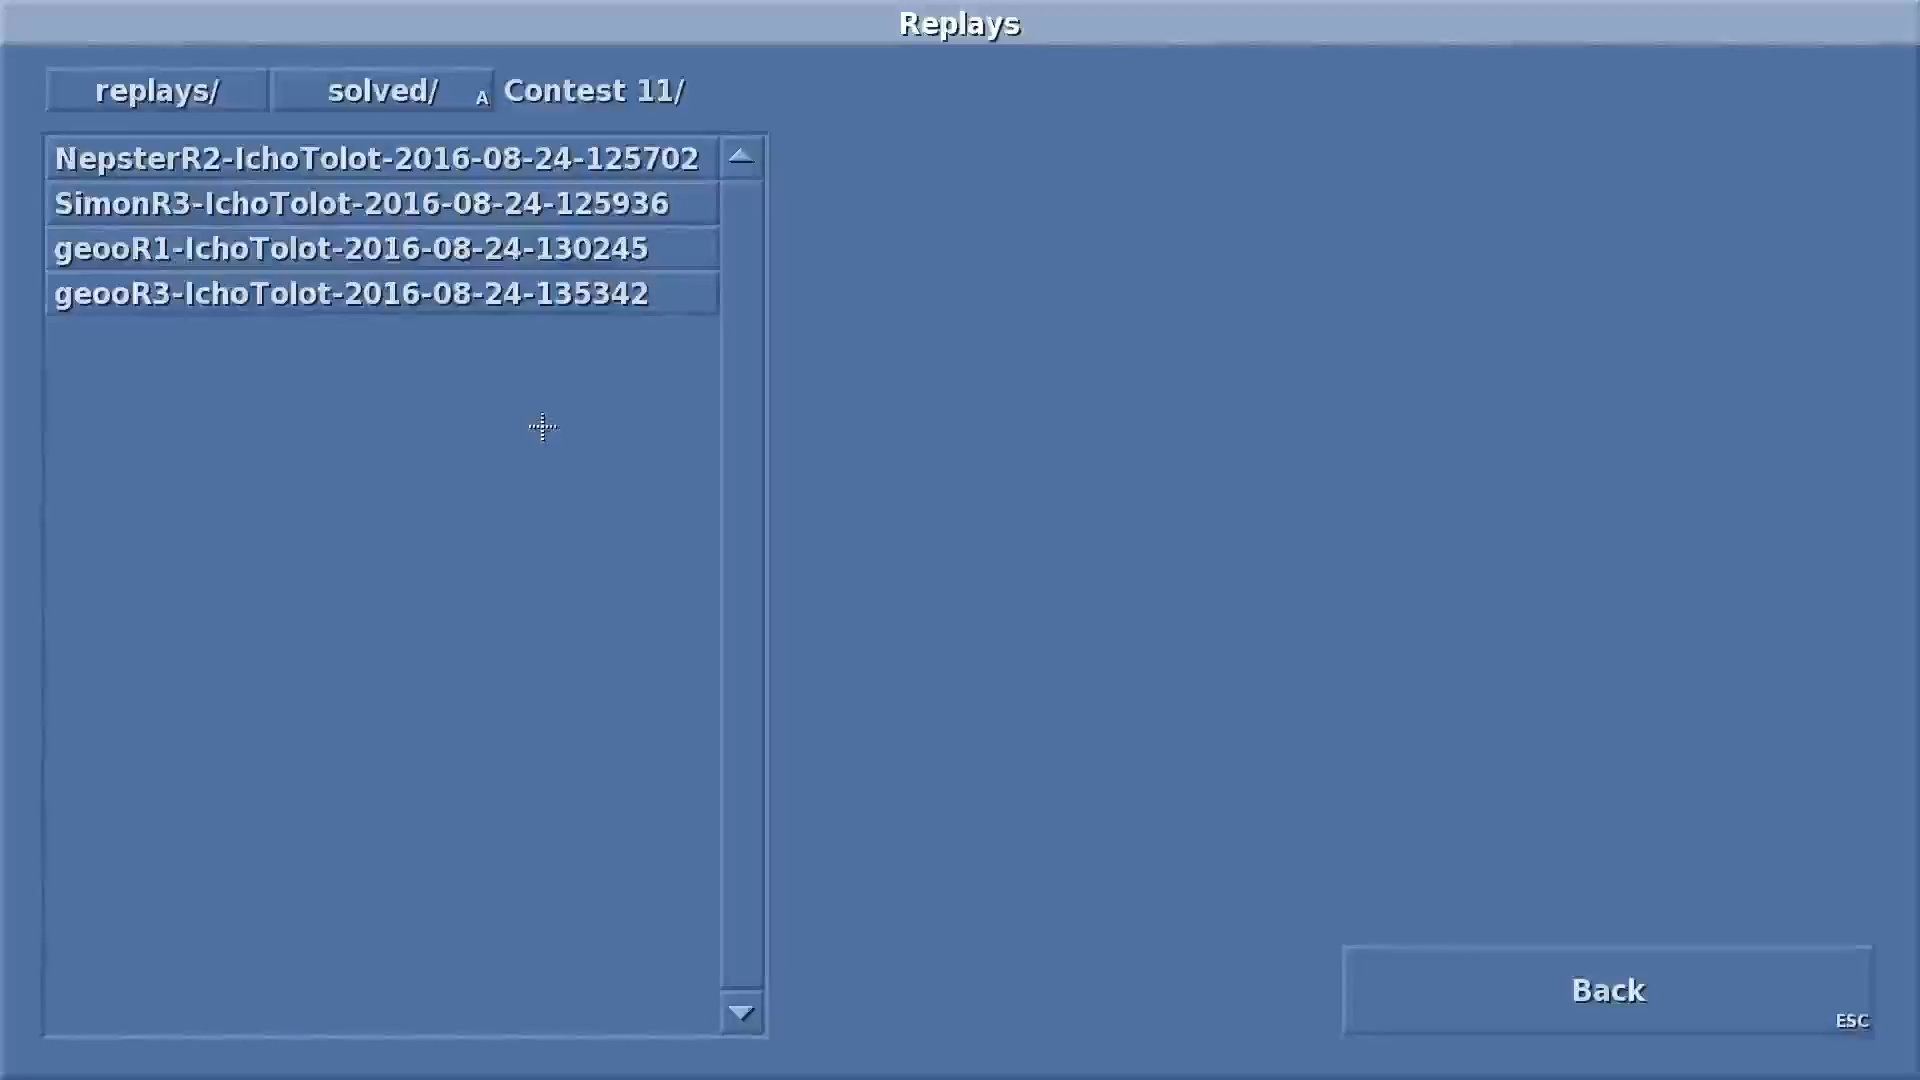 Replays
replays/ solved/ A Contest 11/
NepsterR2-IchoTolot-2016-08-24-125702
SimonR3-IchoTolot-2016-08-24-125936
geooR1-IchoTolot-2016-08-24-130245
geooR3-IchoTolot-2016-08-24-135342
Back
ESC